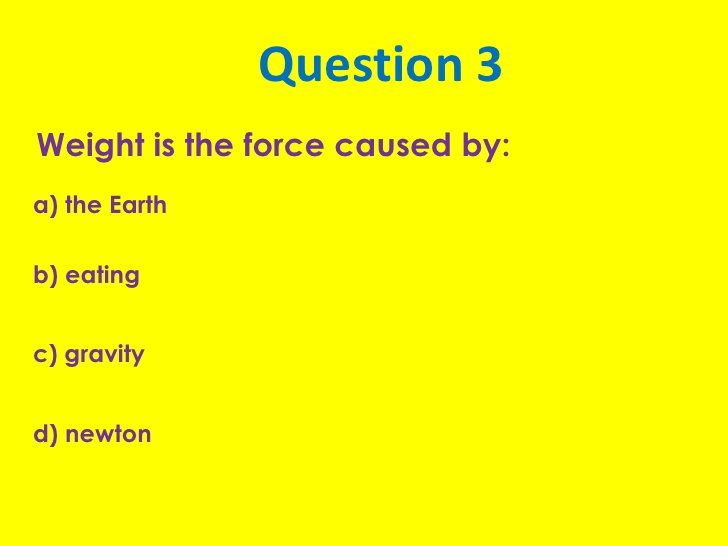 Question 3
Weight is the force caused by:
a) the Earth
b) eating
c) gravity
d) newton